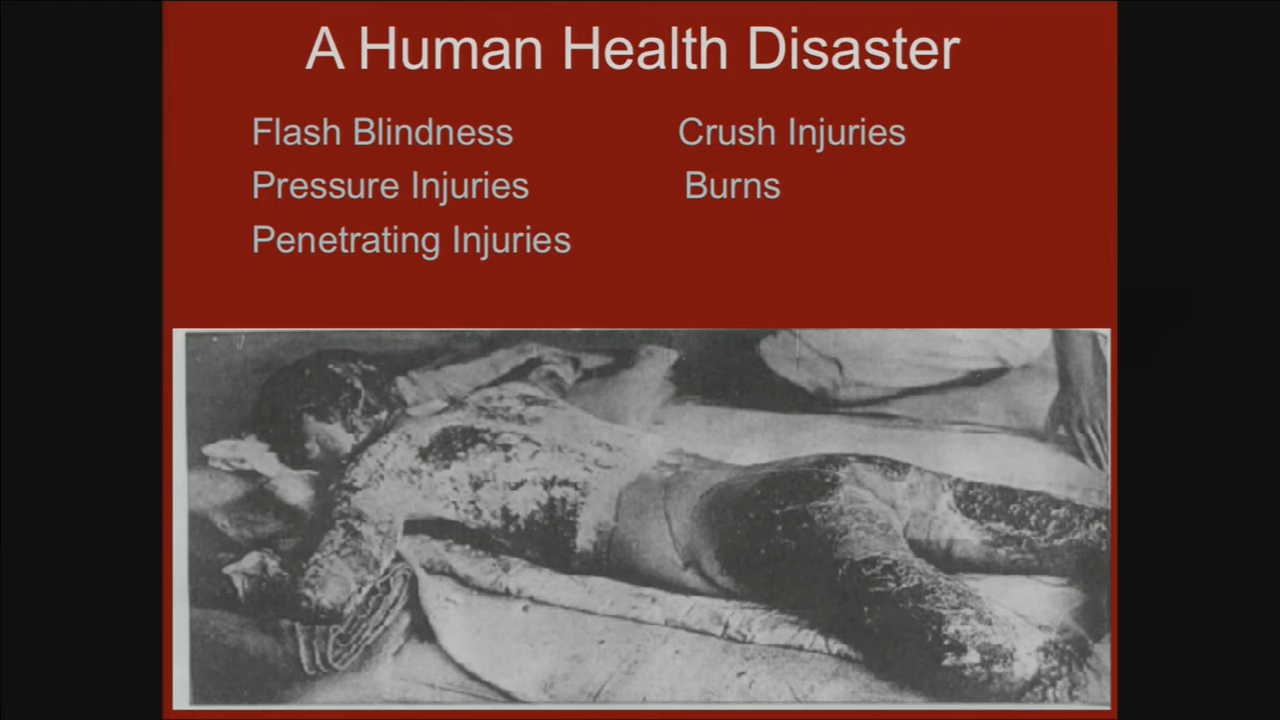 A Human Health Disaster
Flash Blindness
Pressure Injuries
Penetrating Injuries
Crush Injuries
Burns